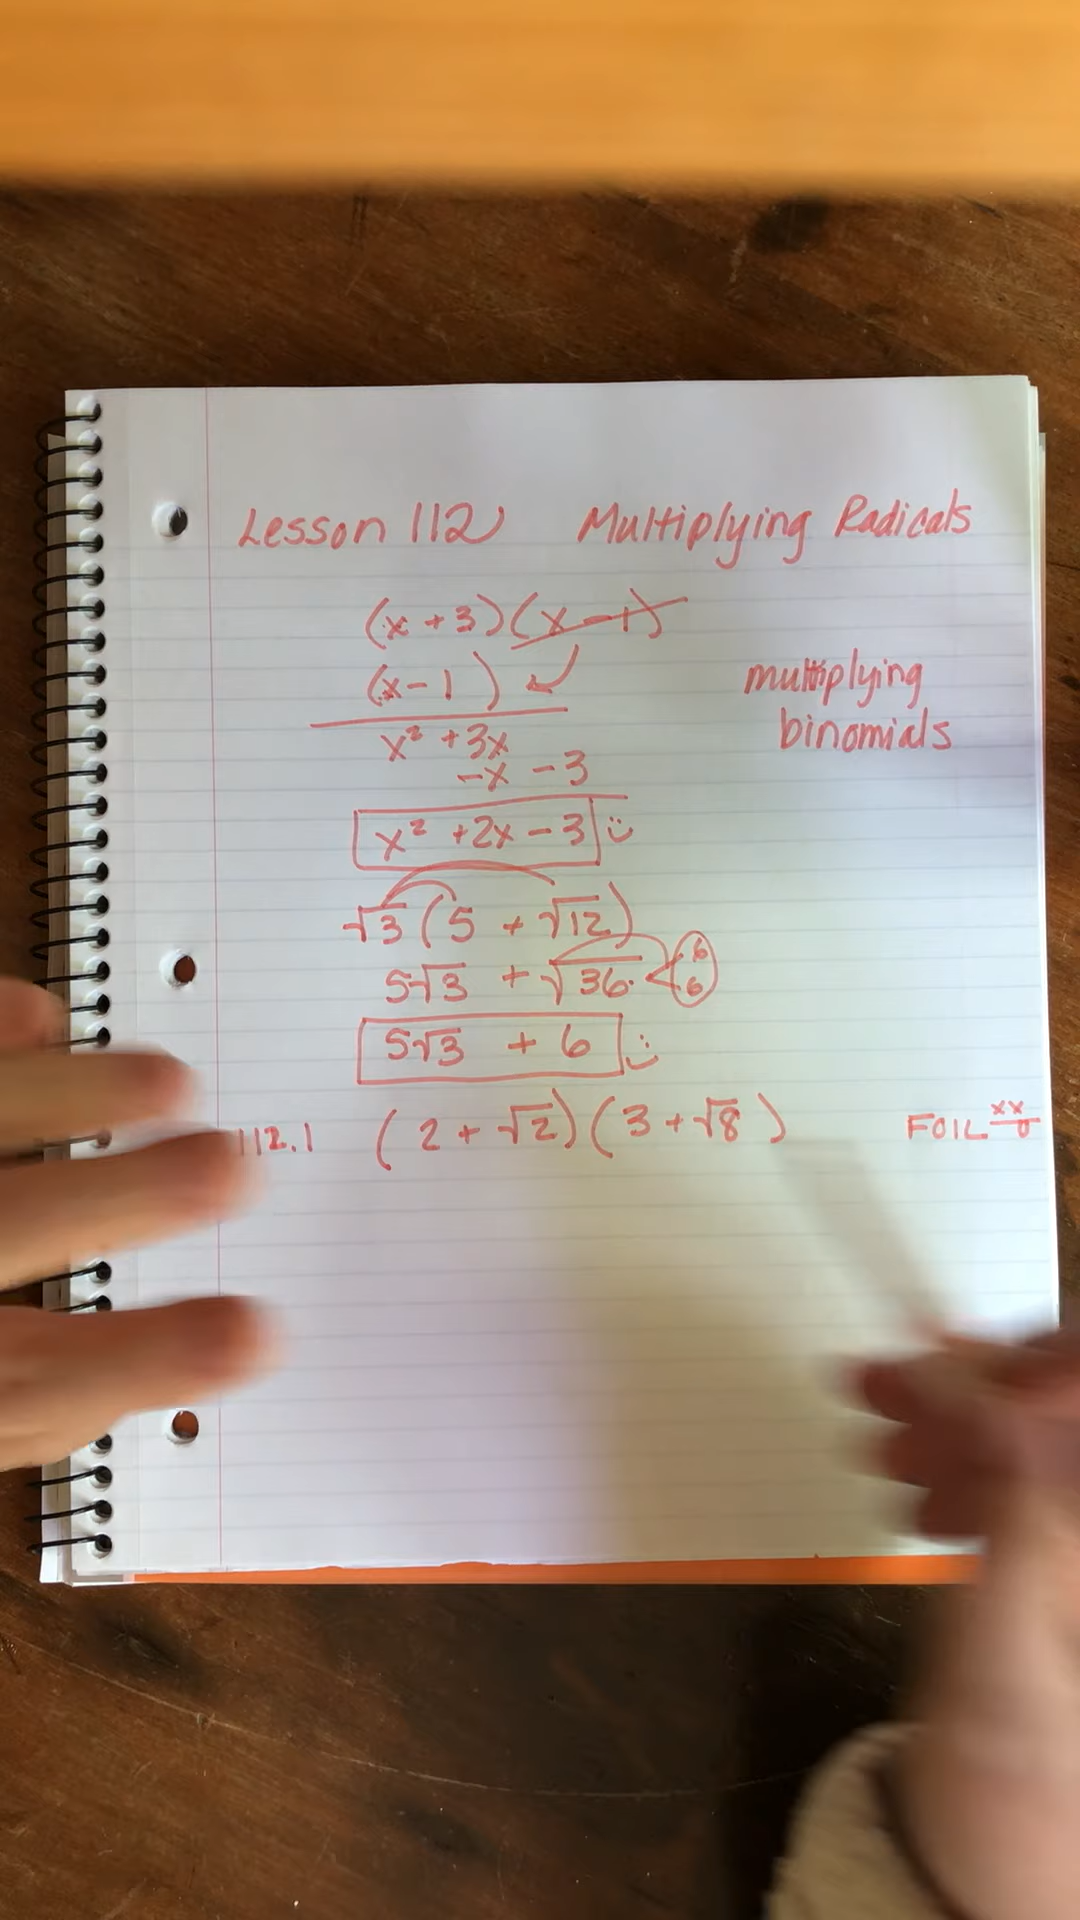 Lesson 112 Multiplying Radicals
(x + 3)(x - 1)
(x - 1)
multiplying
binomials
x² + 3x
-x - 3
x² + 2x - 3
√3 (5 + √12)
5√3 + √36 < 6 6
5√3 + 6
112.1 (2 + √2)(3 + √8) FOIL xx